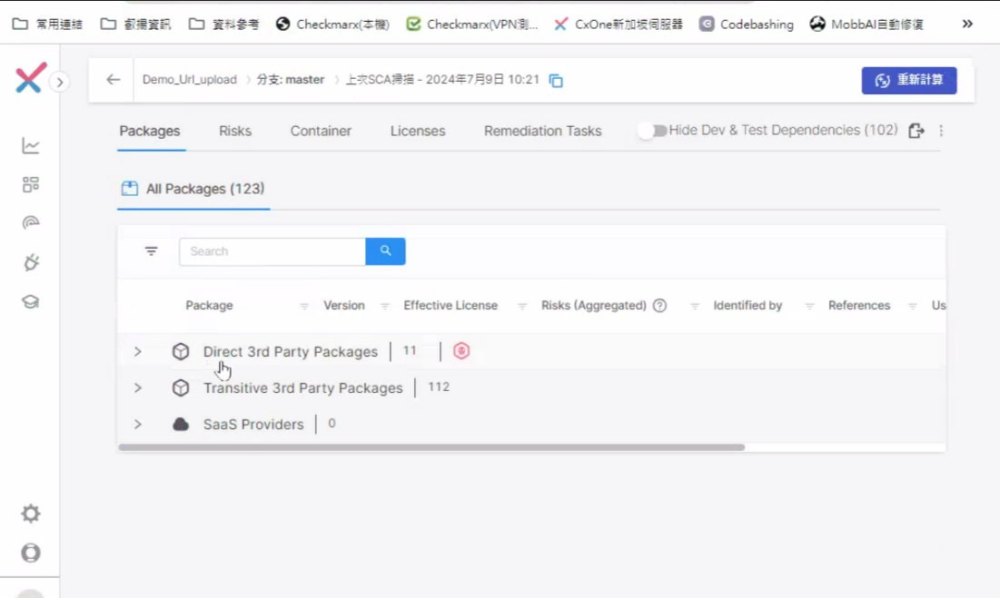 常用連結 叡揚資訊 資料參考 Checkmarx(本機) Checkmarx(VPN測... CxOne新加坡伺服器 Codebashing MobbAI自動修復 »
Demo_Url_upload 分支: master 上次SCA掃描 - 2024年7月9日 10:21 重新計算
Packages Risks Container Licenses Remediation Tasks Hide Dev & Test Dependencies (102)
All Packages (123)
Search
Package Version Effective License Risks (Aggregated) Identified by References Us
Direct 3rd Party Packages | 11
Transitive 3rd Party Packages | 112
SaaS Providers | 0